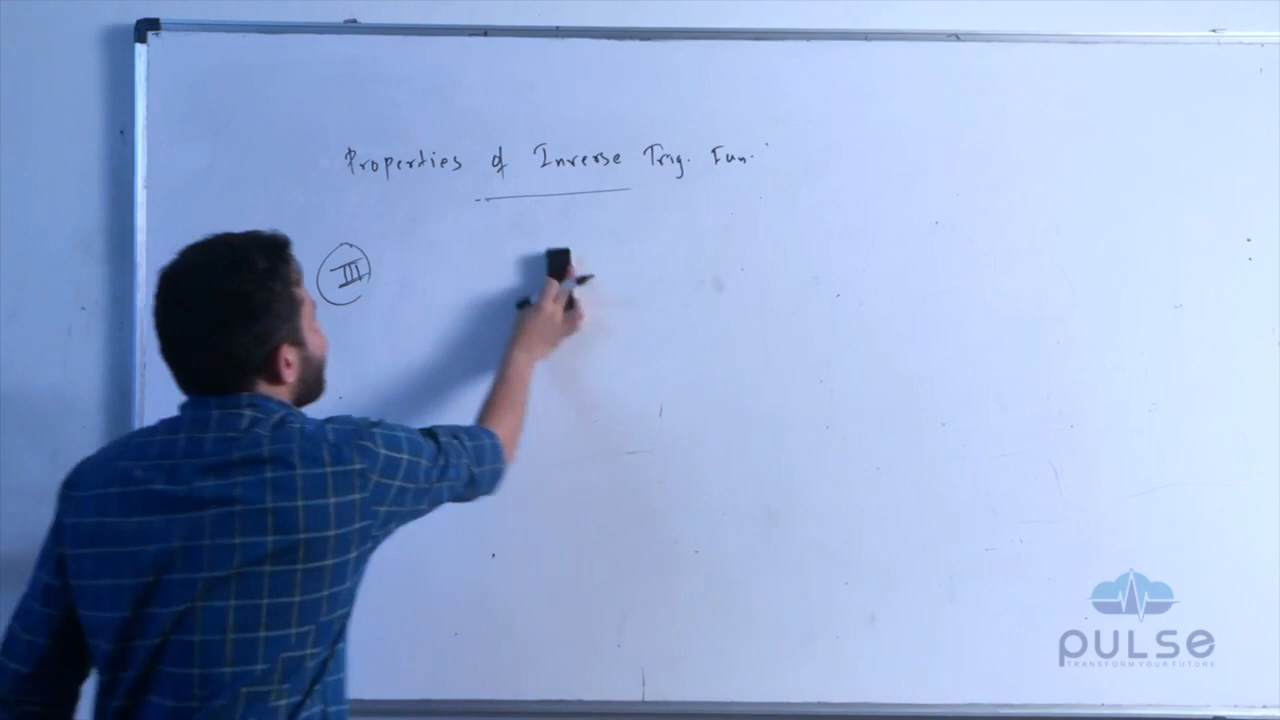 Properties of Inverse Trig. Fun.
III
PULSE
TRANSFORM YOUR FUTURE